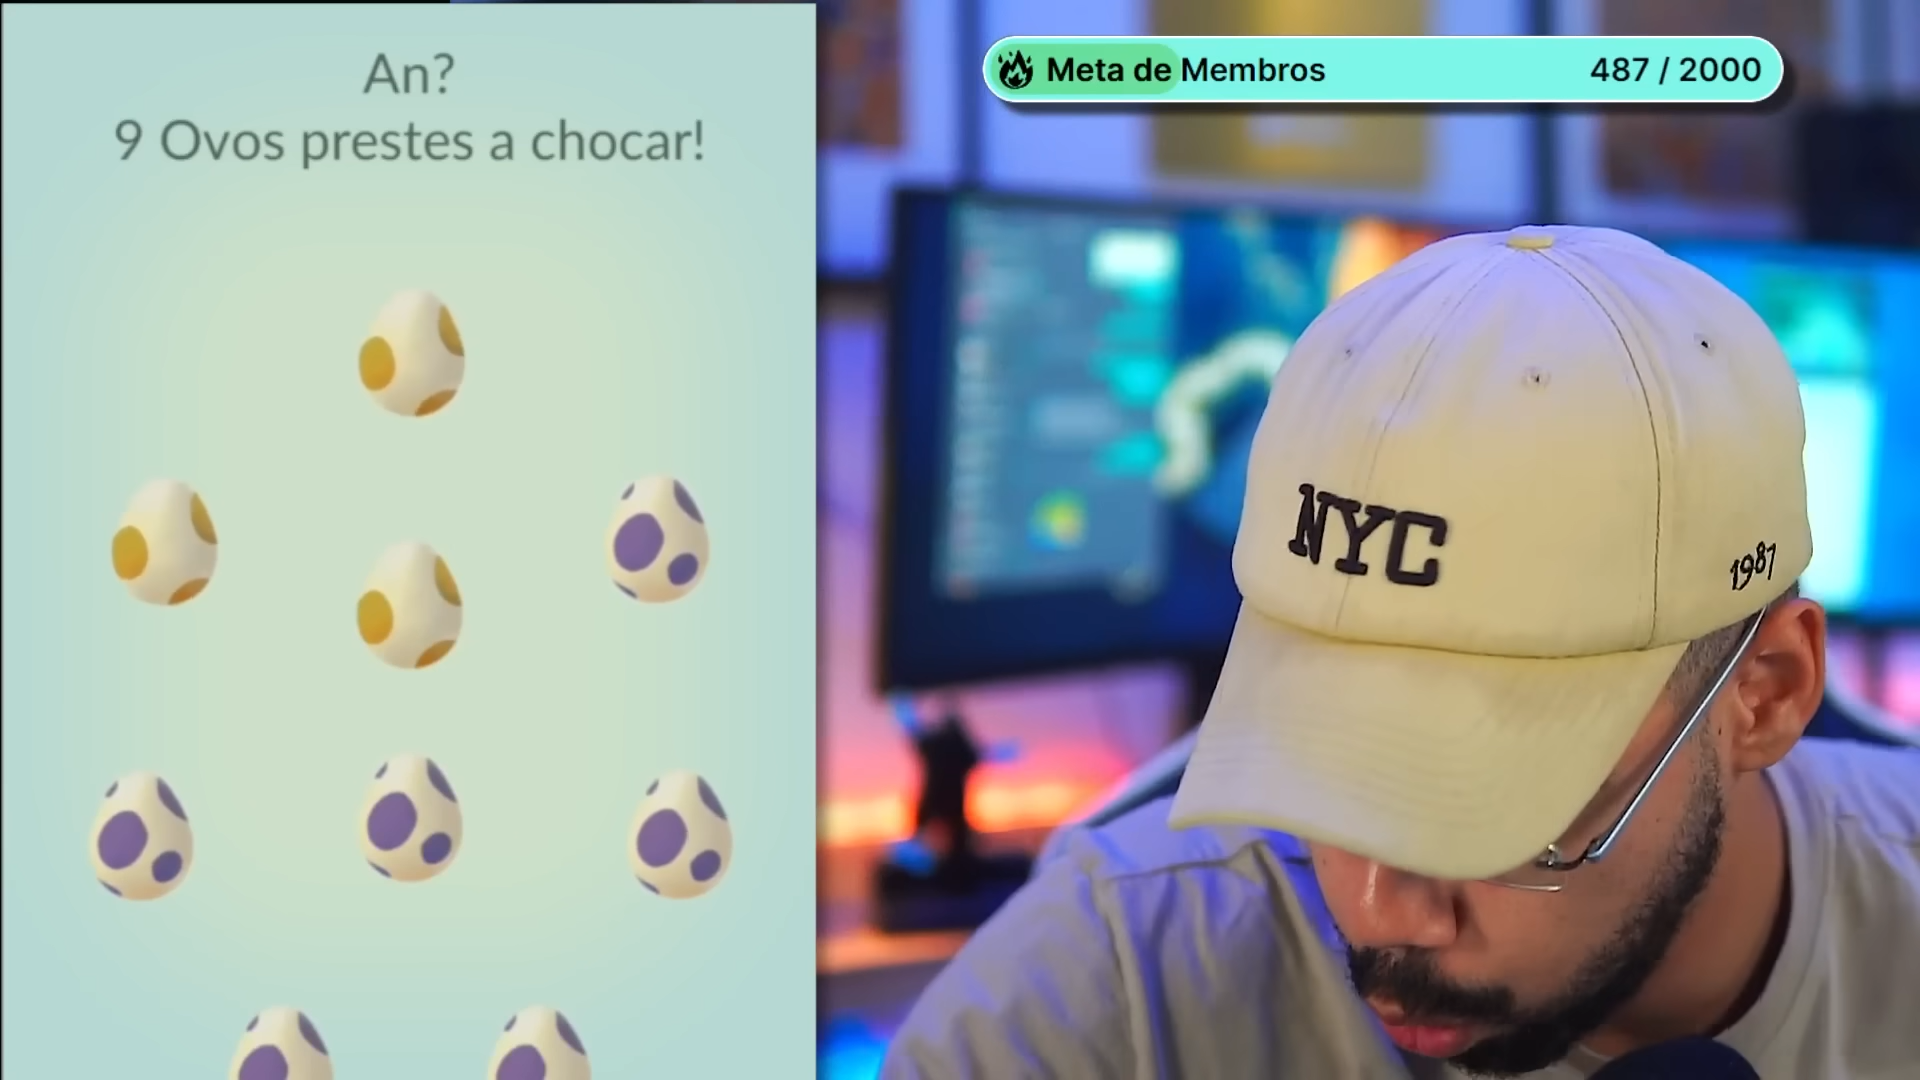 An?
9 Ovos prestes a chocar!
Meta de Membros 487 / 2000
NYC
1987